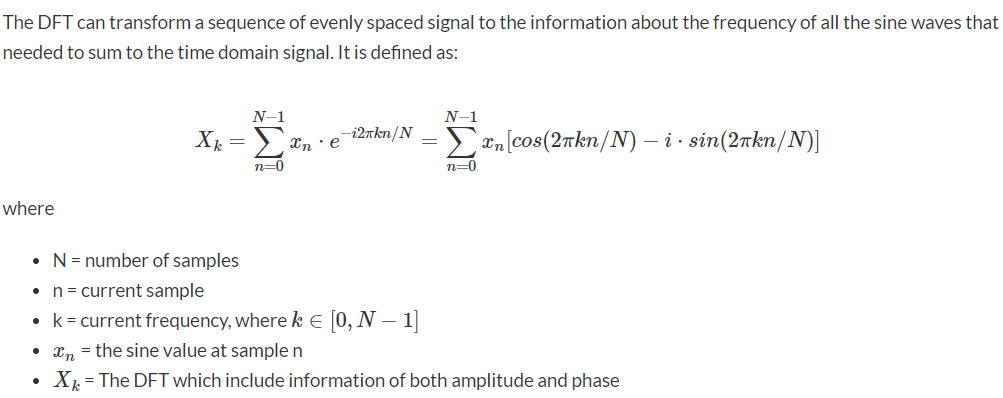 The DFT can transform a sequence of evenly spaced signal to the information about the frequency of all the sine waves that
needed to sum to the time domain signal. It is defined as:
X_k = \sum_{n=0}^{N-1} x_n \cdot e^{-i2\pi kn/N} = \sum_{n=0}^{N-1} x_n[cos(2\pi kn/N) - i \cdot sin(2\pi kn/N)]
where
• N = number of samples
• n = current sample
• k = current frequency, where k ∈ [0, N − 1]
• x_n = the sine value at sample n
• X_k = The DFT which include information of both amplitude and phase